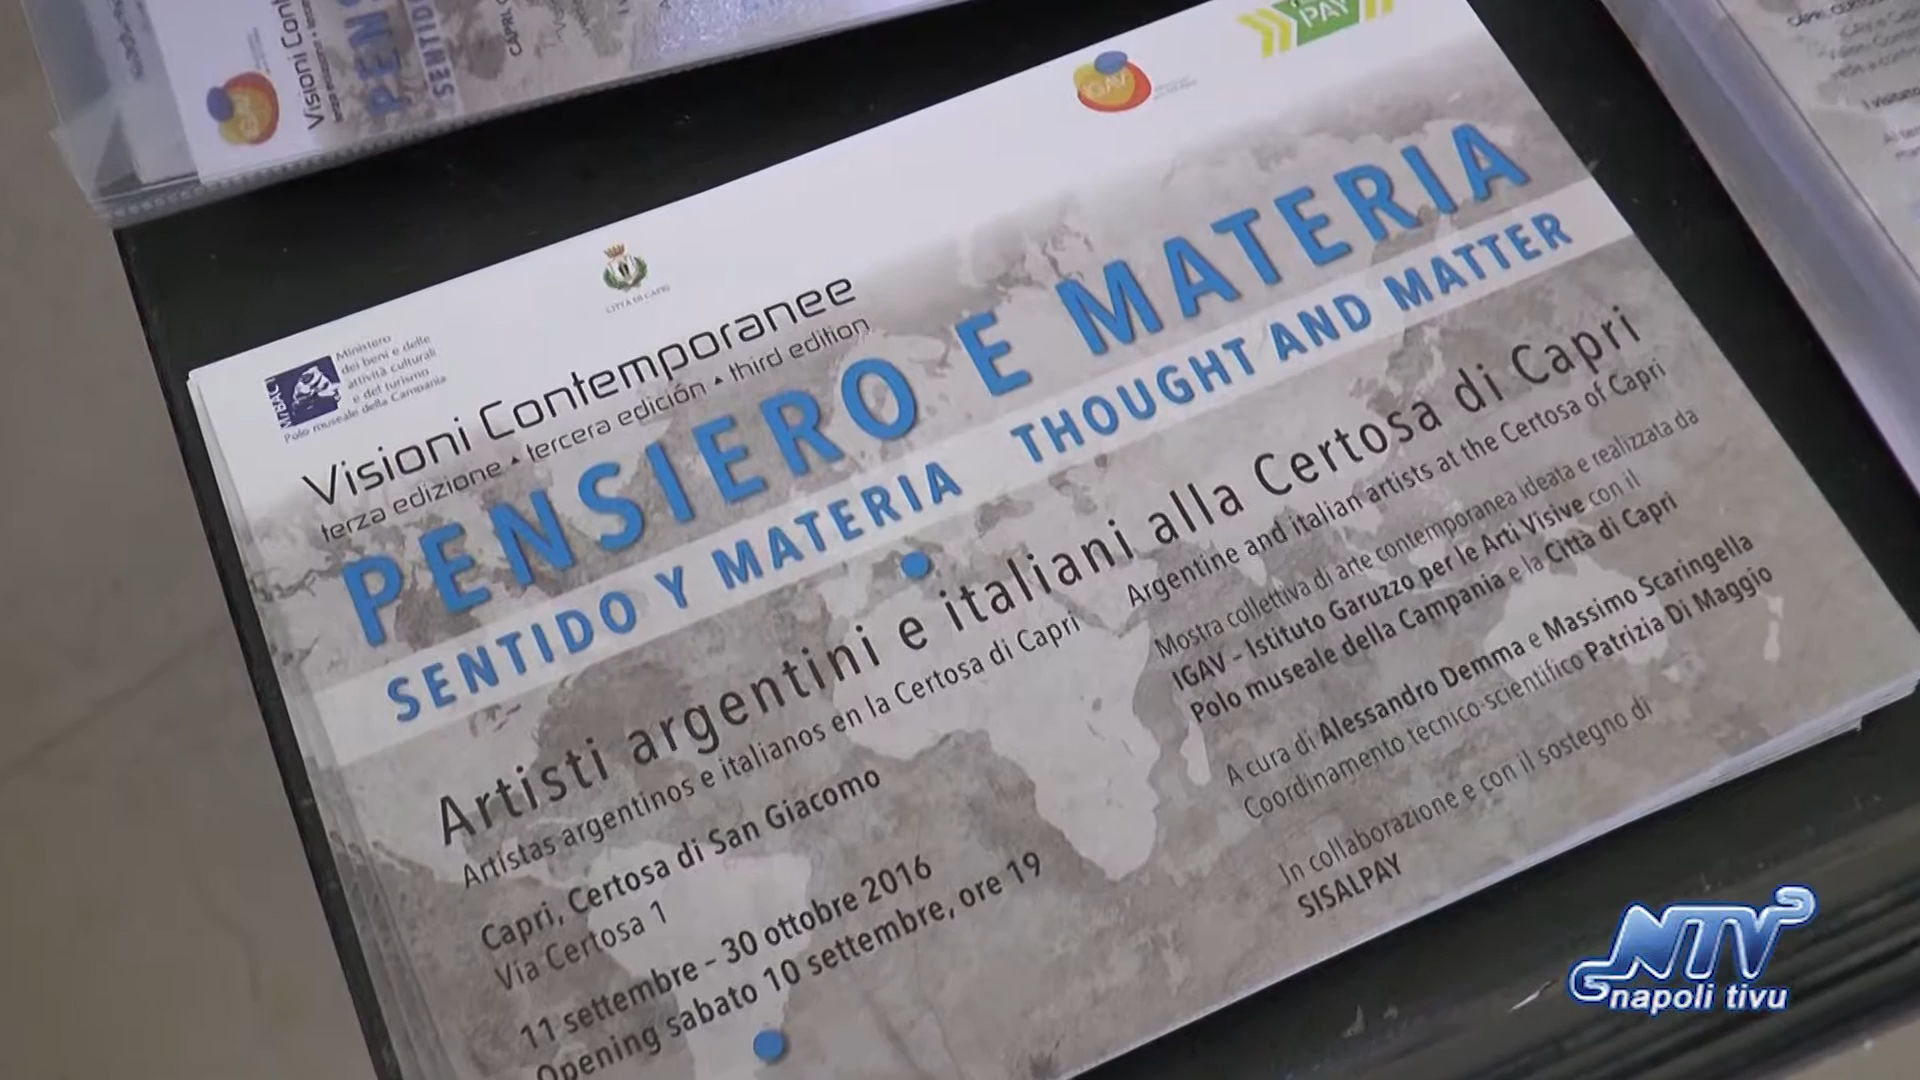 PAY
IGAV
CITTÀ DI CAPRI
MiBACT
Ministero
dei beni e delle
attività culturali
e del turismo
Polo museale della Campania
Visioni Contemporanee
terza edizione • tercera edición • third edition
PENSIERO E MATERIA
SENTIDO Y MATERIA THOUGHT AND MATTER
Artisti argentini e italiani alla Certosa di Capri
Artistas argentinos e italianos en la Certosa di Capri
Argentine and italian artists at the Certosa of Capri
Capri, Certosa di San Giacomo
Via Certosa 1
11 settembre - 30 ottobre 2016
Opening sabato 10 settembre, ore 19
Mostra collettiva di arte contemporanea ideata e realizzata da
IGAV - Istituto Garuzzo per le Arti Visive con il
Polo museale della Campania e la Città di Capri
A cura di Alessandro Demma e Massimo Scaringella
Coordinamento tecnico-scientifico Patrizia Di Maggio
In collaborazione e con il sostegno di
SISALPAY
NTV
napoli tivu